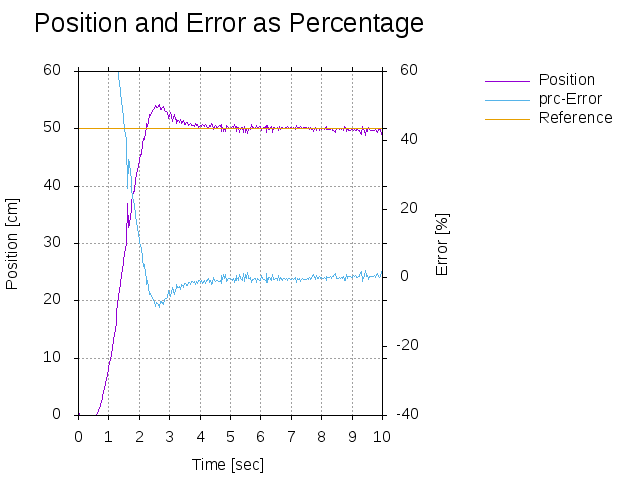 Position and Error as Percentage
Position
prc-Error
Reference
60
50
40
30
20
10
0
60
40
20
0
-20
-40
0 1 2 3 4 5 6 7 8 9 10
Position [cm]
Error [%]
Time [sec]